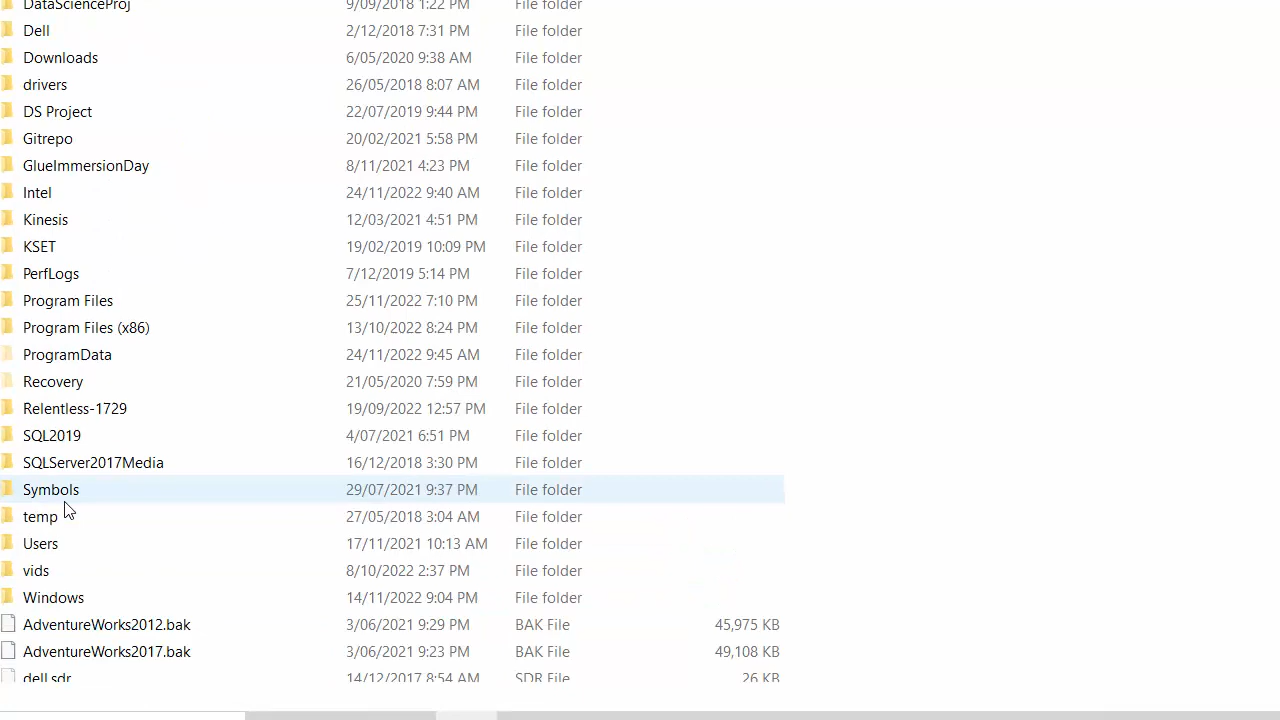 DataScienceProj 9/09/2018 1:22 PM File folder
Dell 2/12/2018 7:31 PM File folder
Downloads 6/05/2020 9:38 AM File folder
drivers 26/05/2018 8:07 AM File folder
DS Project 22/07/2019 9:44 PM File folder
Gitrepo 20/02/2021 5:58 PM File folder
GlueImmersionDay 8/11/2021 4:23 PM File folder
Intel 24/11/2022 9:40 AM File folder
Kinesis 12/03/2021 4:51 PM File folder
KSET 19/02/2019 10:09 PM File folder
PerfLogs 7/12/2019 5:14 PM File folder
Program Files 25/11/2022 7:10 PM File folder
Program Files (x86) 13/10/2022 8:24 PM File folder
ProgramData 24/11/2022 9:45 AM File folder
Recovery 21/05/2020 7:59 PM File folder
Relentless-1729 19/09/2022 12:57 PM File folder
SQL2019 4/07/2021 6:51 PM File folder
SQLServer2017Media 16/12/2018 3:30 PM File folder
Symbols 29/07/2021 9:37 PM File folder
temp 27/05/2018 3:04 AM File folder
Users 17/11/2021 10:13 AM File folder
vids 8/10/2022 2:37 PM File folder
Windows 14/11/2022 9:04 PM File folder
AdventureWorks2012.bak 3/06/2021 9:29 PM BAK File 45,975 KB
AdventureWorks2017.bak 3/06/2021 9:23 PM BAK File 49,108 KB
dell.sdr 14/12/2017 8:54 AM SDR File 26 KB